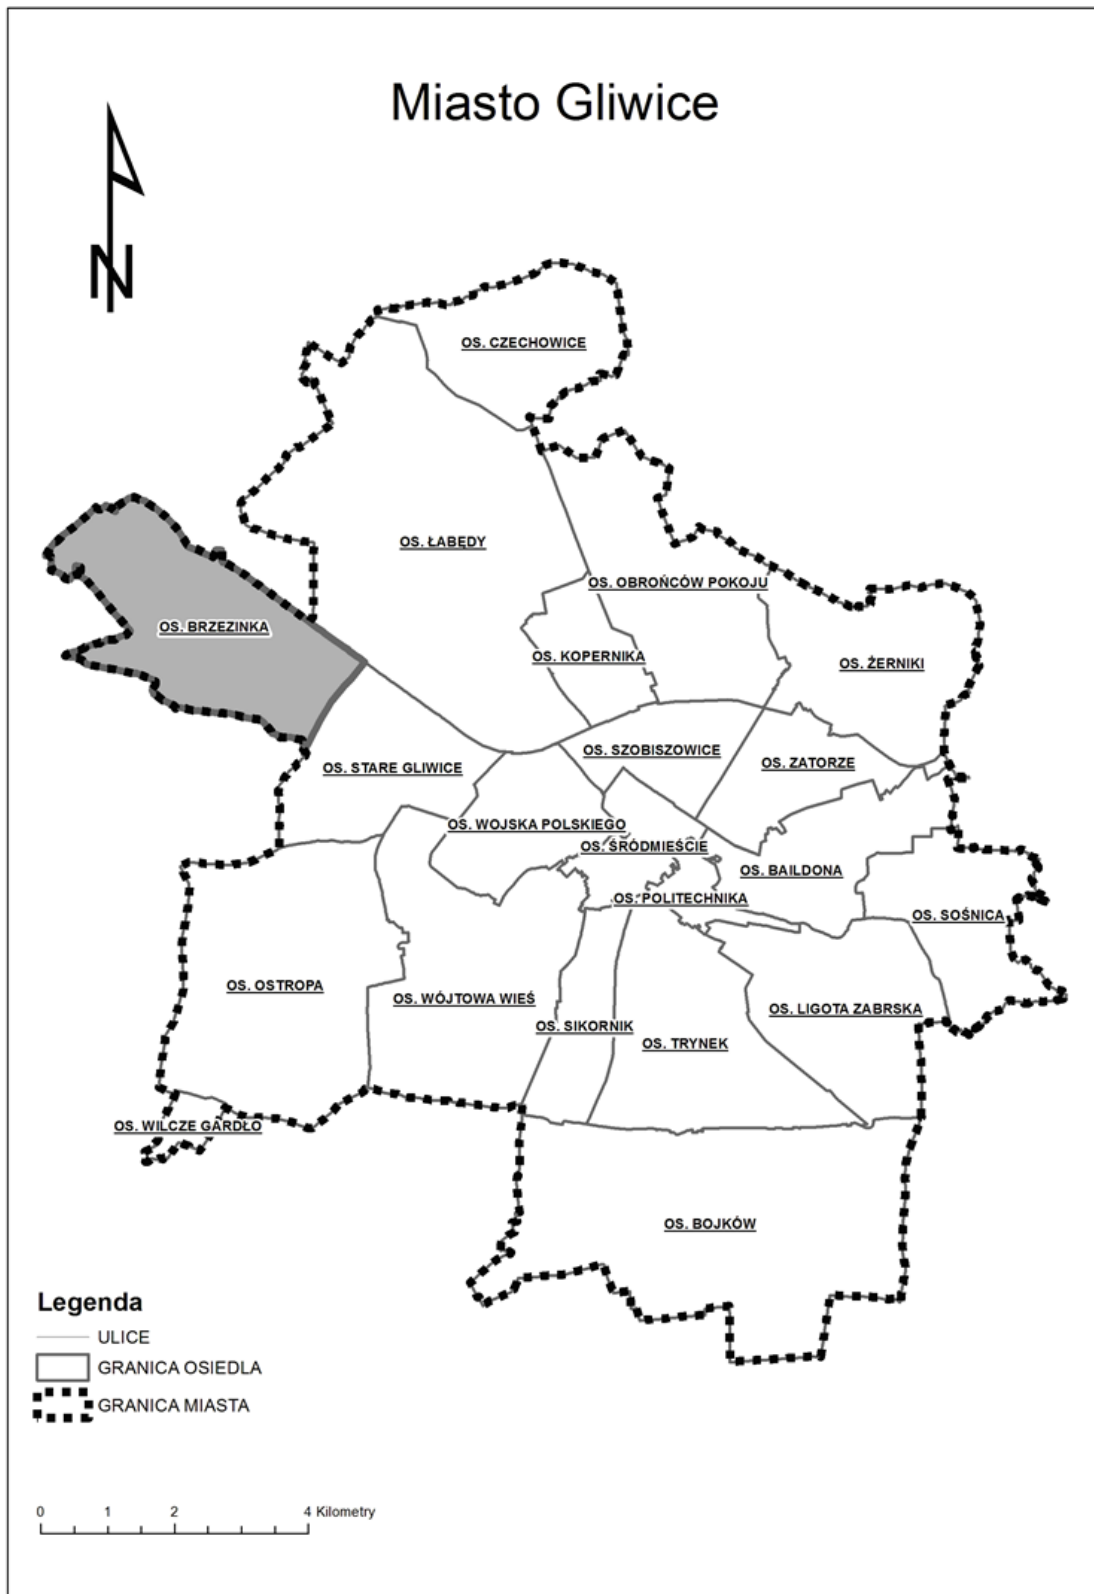 Miasto Gliwice
N
OS. CZECHOWICE
OS. ŁABĘDY
OS. OBROŃCÓW POKOJU
OS. BRZEZINKA
OS. KOPERNIKA
OS. ŻERNIKI
OS. SZOBISZOWICE
OS. STARE GLIWICE
OS. ZATORZE
OS. WOJSKA POLSKIEGO
OS. ŚRÓDMIEŚCIE
OS. BAILDONA
OS. POLITECHNIKA
OS. SOŚNICA
OS. OSTROPA
OS. WÓJTOWA WIEŚ
OS. LIGOTA ZABRSKA
OS. SIKORNIK
OS. TRYNEK
OS. WILCZE GARDŁO
OS. BOJKÓW
Legenda
ULICE
GRANICA OSIEDLA
GRANICA MIASTA
0 1 2 4 Kilometry